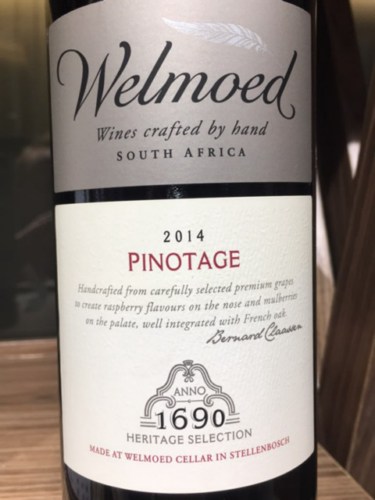 Welmoed
Wines crafted by hand
SOUTH AFRICA
2014
PINOTAGE
Handcrafted from carefully selected premium grapes
to create raspberry flavours on the nose and mulberries
on the palate, well integrated with French oak.
Bernard Claassen
ANNO
1690
HERITAGE SELECTION
MADE AT WELMOED CELLAR IN STELLENBOSCH